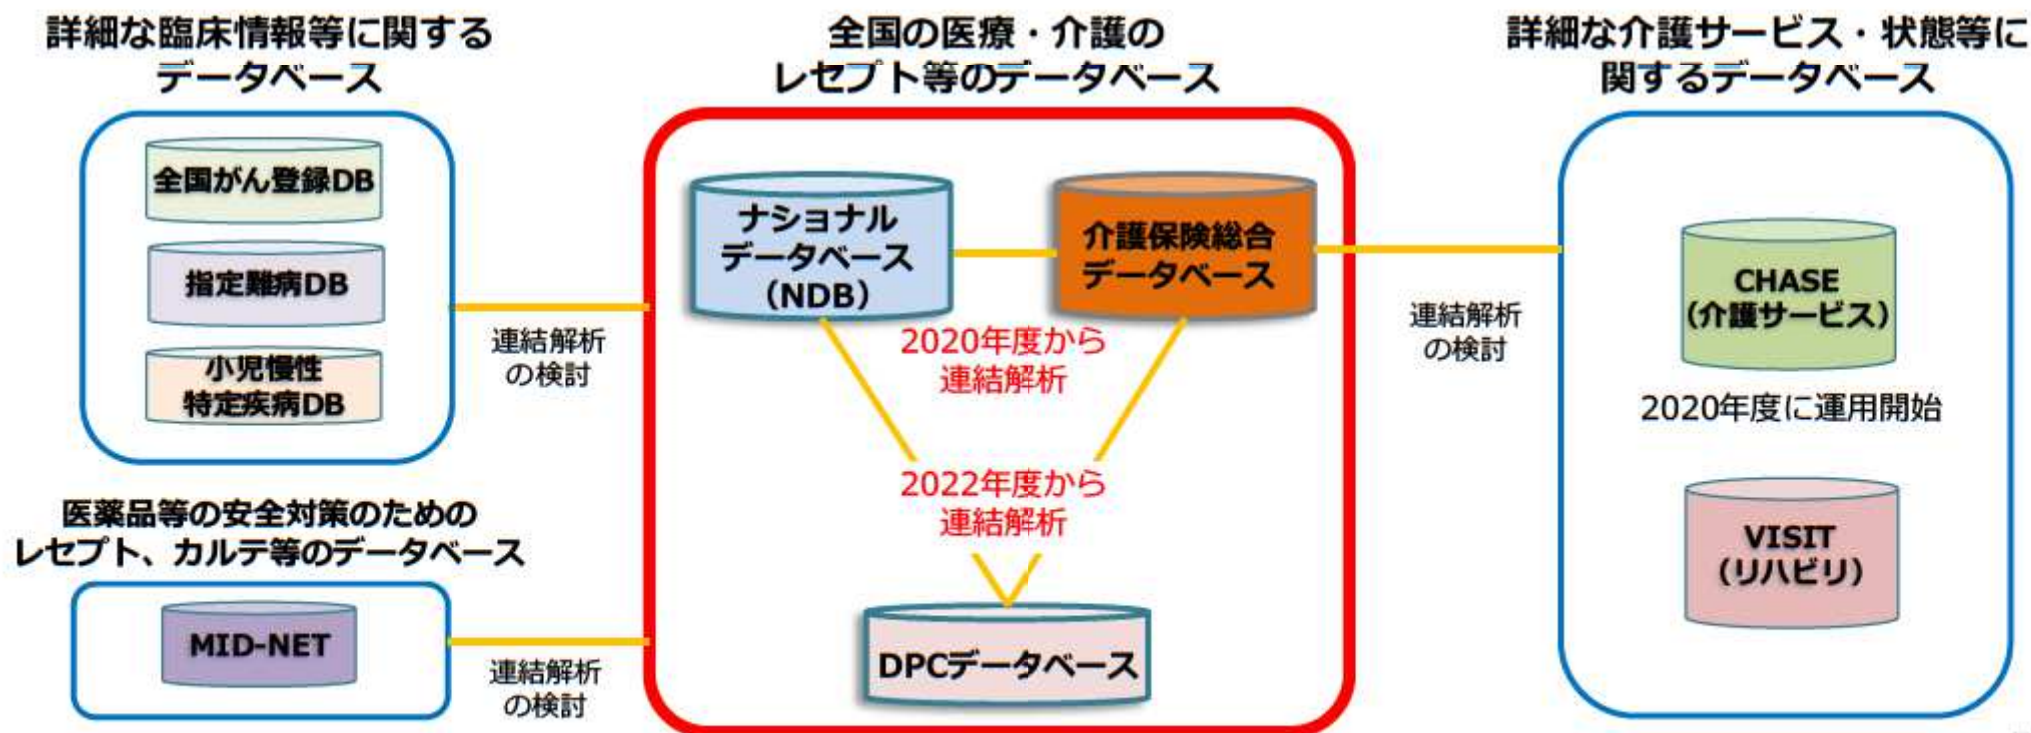 詳細な臨床情報等に関する
データベース
全国がん登録DB
指定難病DB
小児慢性
特定疾病DB
連結解析
の検討
医薬品等の安全対策のための
レセプト、カルテ等のデータベース
MID-NET
連結解析
の検討
全国の医療・介護の
レセプト等のデータベース
ナショナル
データベース
（NDB）
介護保険総合
データベース
2020年度から
連結解析
2022年度から
連結解析
DPCデータベース
連結解析
の検討
詳細な介護サービス・状態等に
関するデータベース
CHASE
（介護サービス）
2020年度に運用開始
VISIT
（リハビリ）